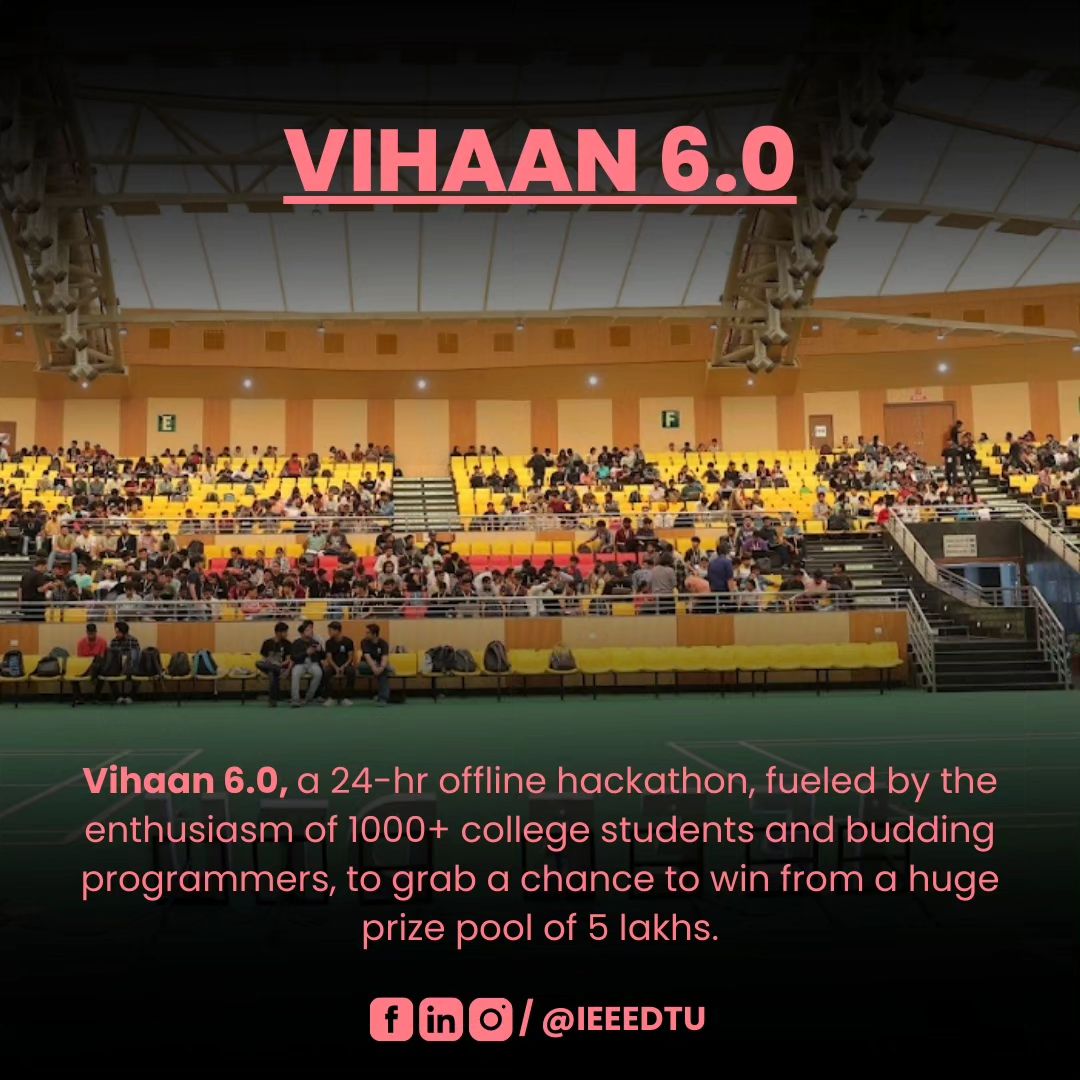 VIHAAN 6.0
E
F
Vihaan 6.0, a 24-hr offline hackathon, fueled by the
enthusiasm of 1000+ college students and budding
programmers, to grab a chance to win from a huge
prize pool of 5 lakhs.
/ @IEEEDTU